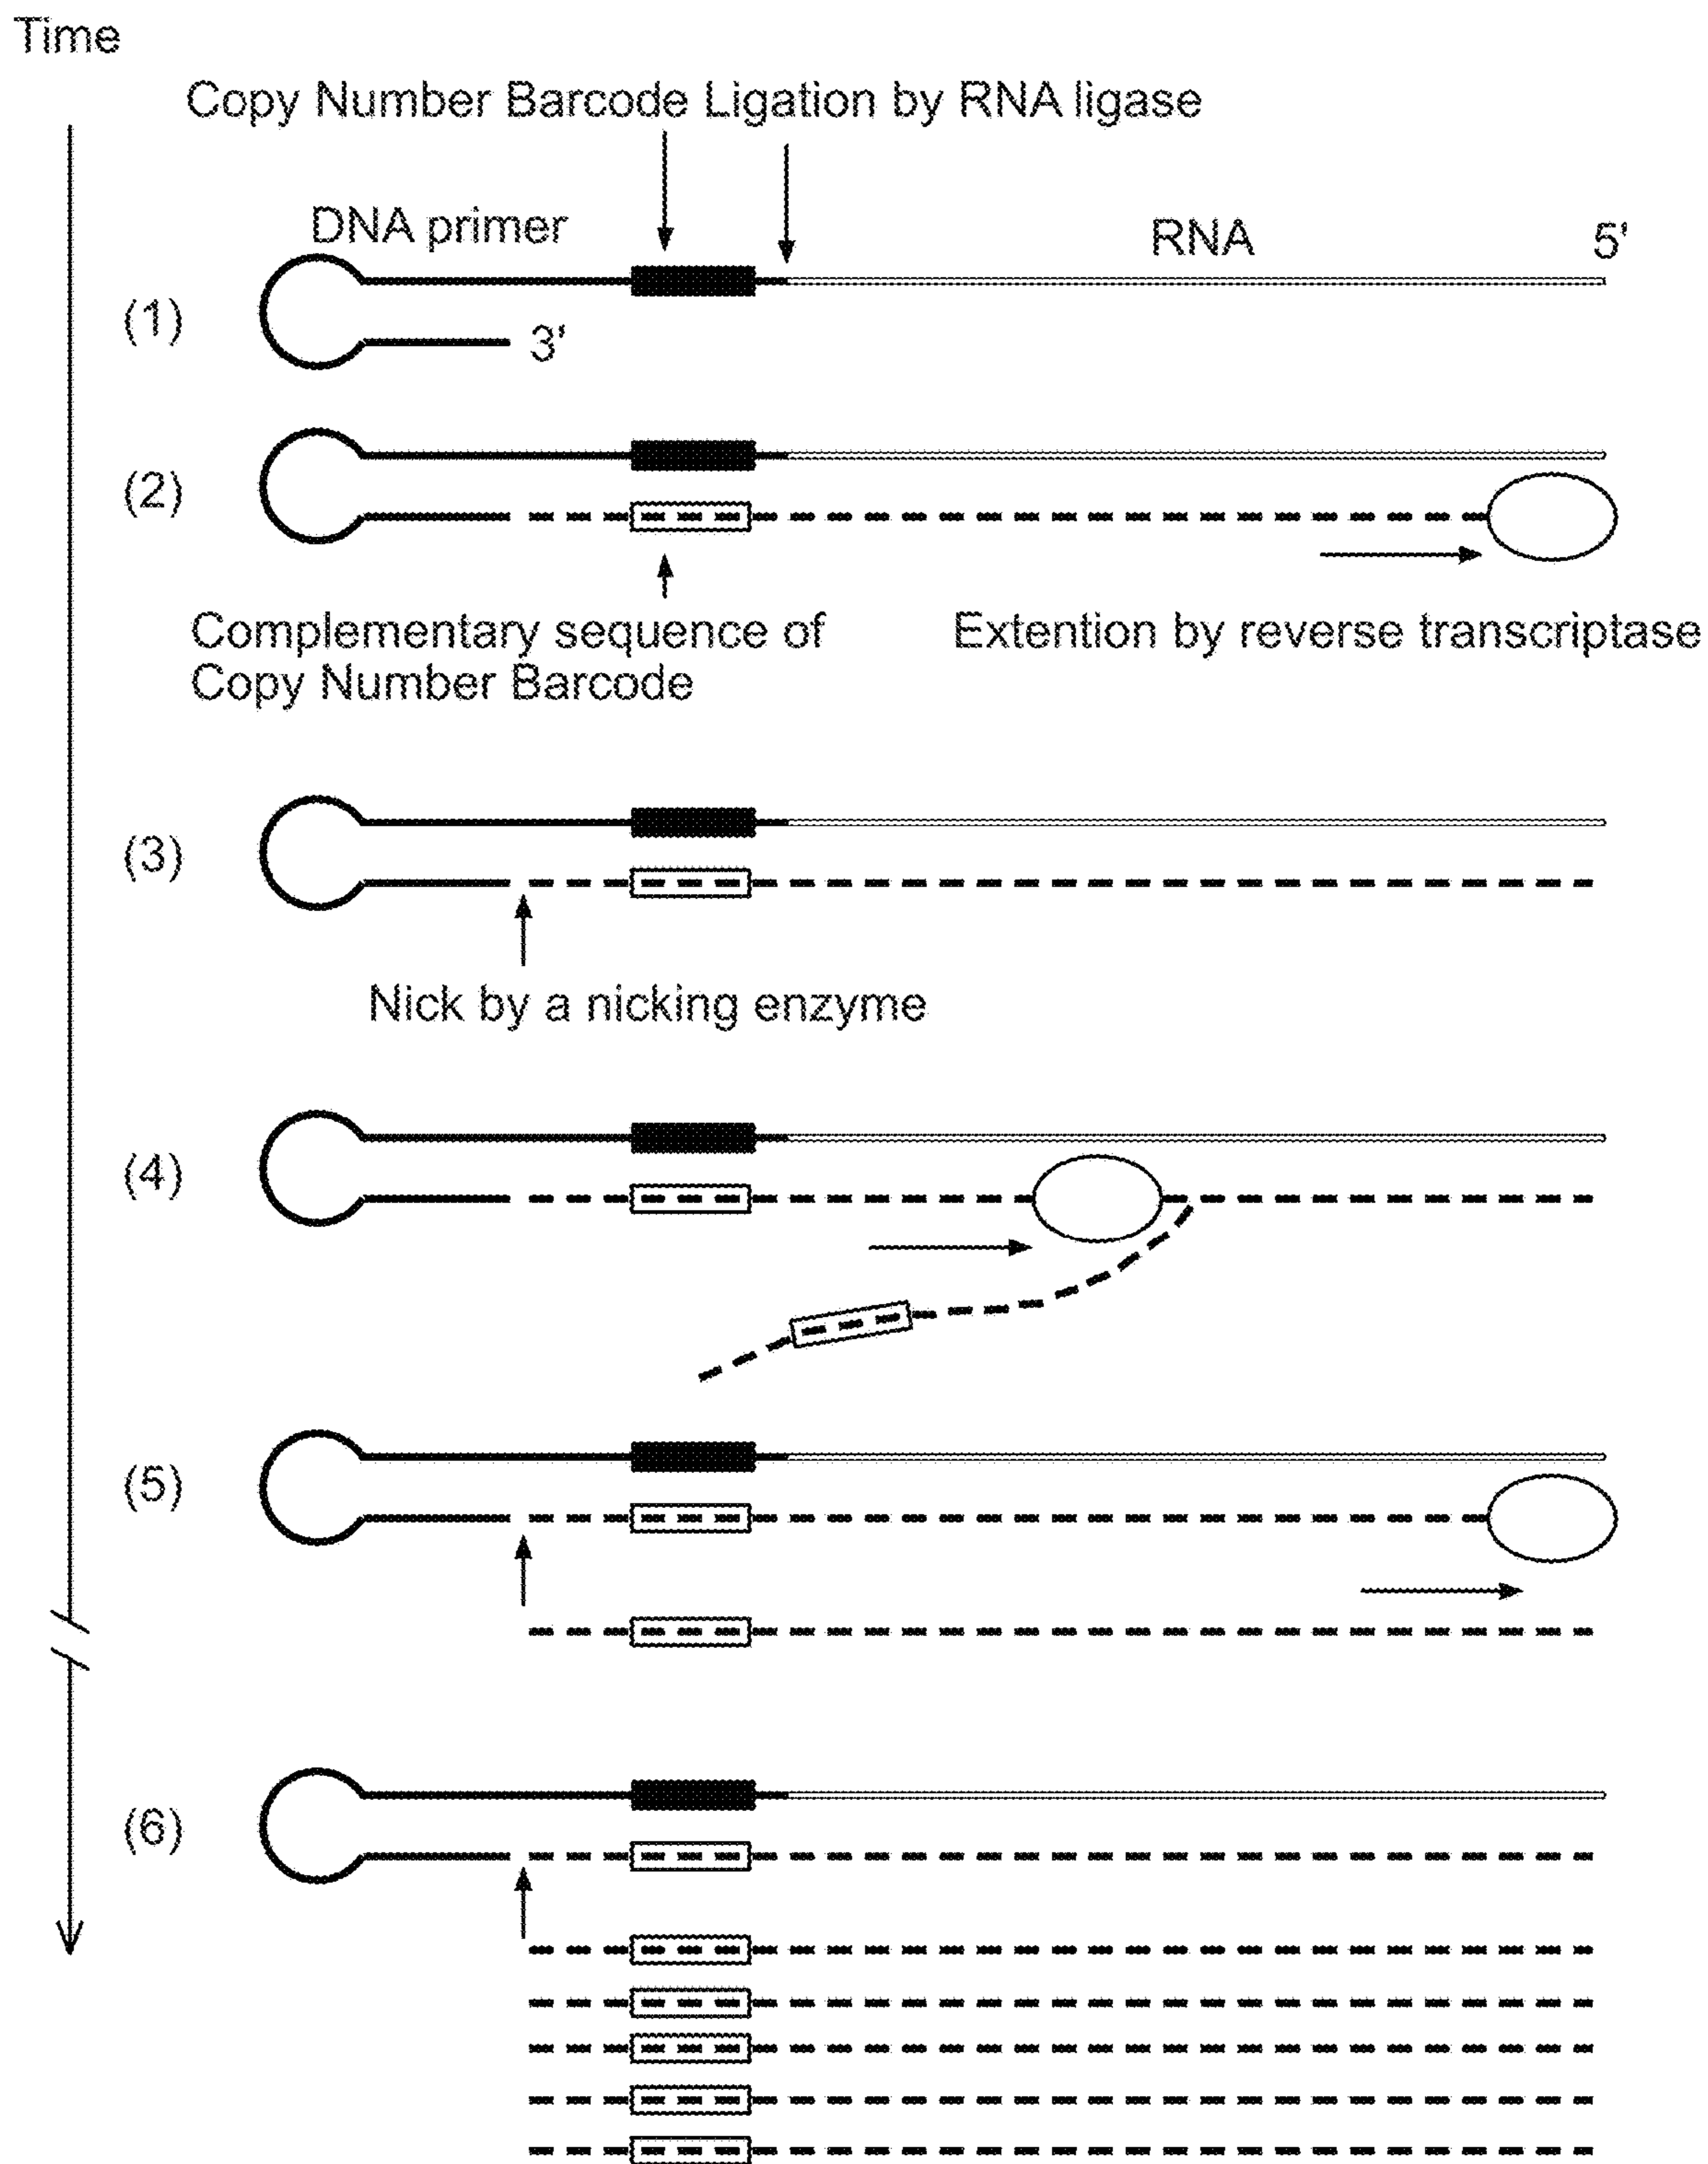 Time
Copy Number Barcode Ligation by RNA ligase
DNA primer
RNA
5'
(1)
3'
(2)
Complementary sequence of
Copy Number Barcode
Extention by reverse transcriptase
(3)
Nick by a nicking enzyme
(4)
(5)
(6)